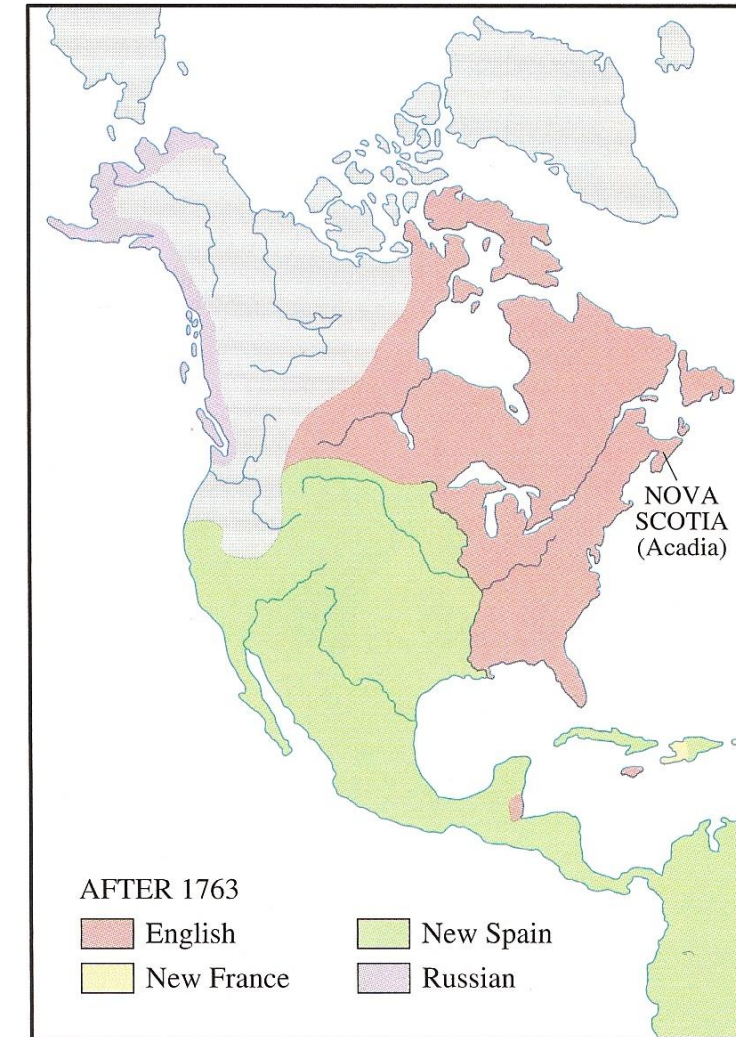 NOVA
SCOTIA
(Acadia)
AFTER 1763
English
New Spain
New France
Russian